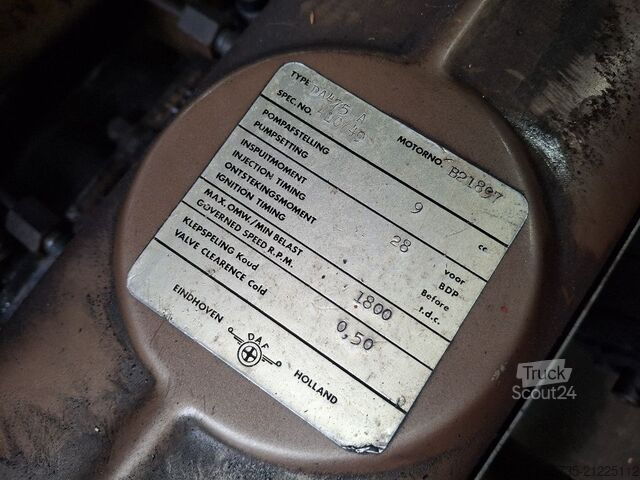 TYPE DA475 A MOTORNO. B21897
SPEC. NO.
POMPAFSTELLING
PUMPSETTING 9 cc
INSPUITMOMENT
INJECTION TIMING
ONTSTEKINGSMOMENT 28 voor BDP
IGNITION TIMING Before t.d.c.
MAX. OMW./MIN BELAST
GOVERNED SPEED R.P.M. 1800
KLEPSPELING Koud
VALVE CLEARENCE Cold 0,50
EINDHOVEN DAF HOLLAND
Truck
Scout24